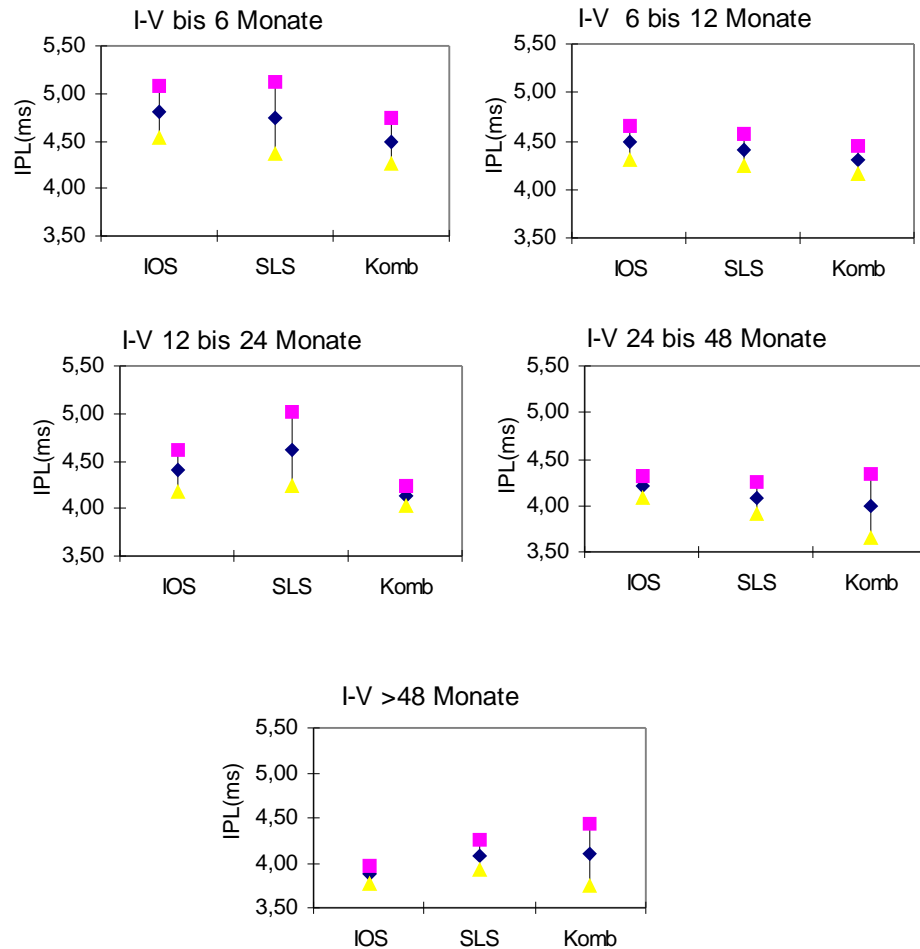 I-V bis 6 Monate
IPL(ms)
5,50
5,00
4,50
4,00
3,50
IOS SLS Komb
I-V 6 bis 12 Monate
IPL(ms)
5,50
5,00
4,50
4,00
3,50
IOS SLS Komb
I-V 12 bis 24 Monate
IPL(ms)
5,50
5,00
4,50
4,00
3,50
IOS SLS Komb
I-V 24 bis 48 Monate
IPL(ms)
5,50
5,00
4,50
4,00
3,50
IOS SLS Komb
I-V >48 Monate
IPL(ms)
5,50
5,00
4,50
4,00
3,50
IOS SLS Komb